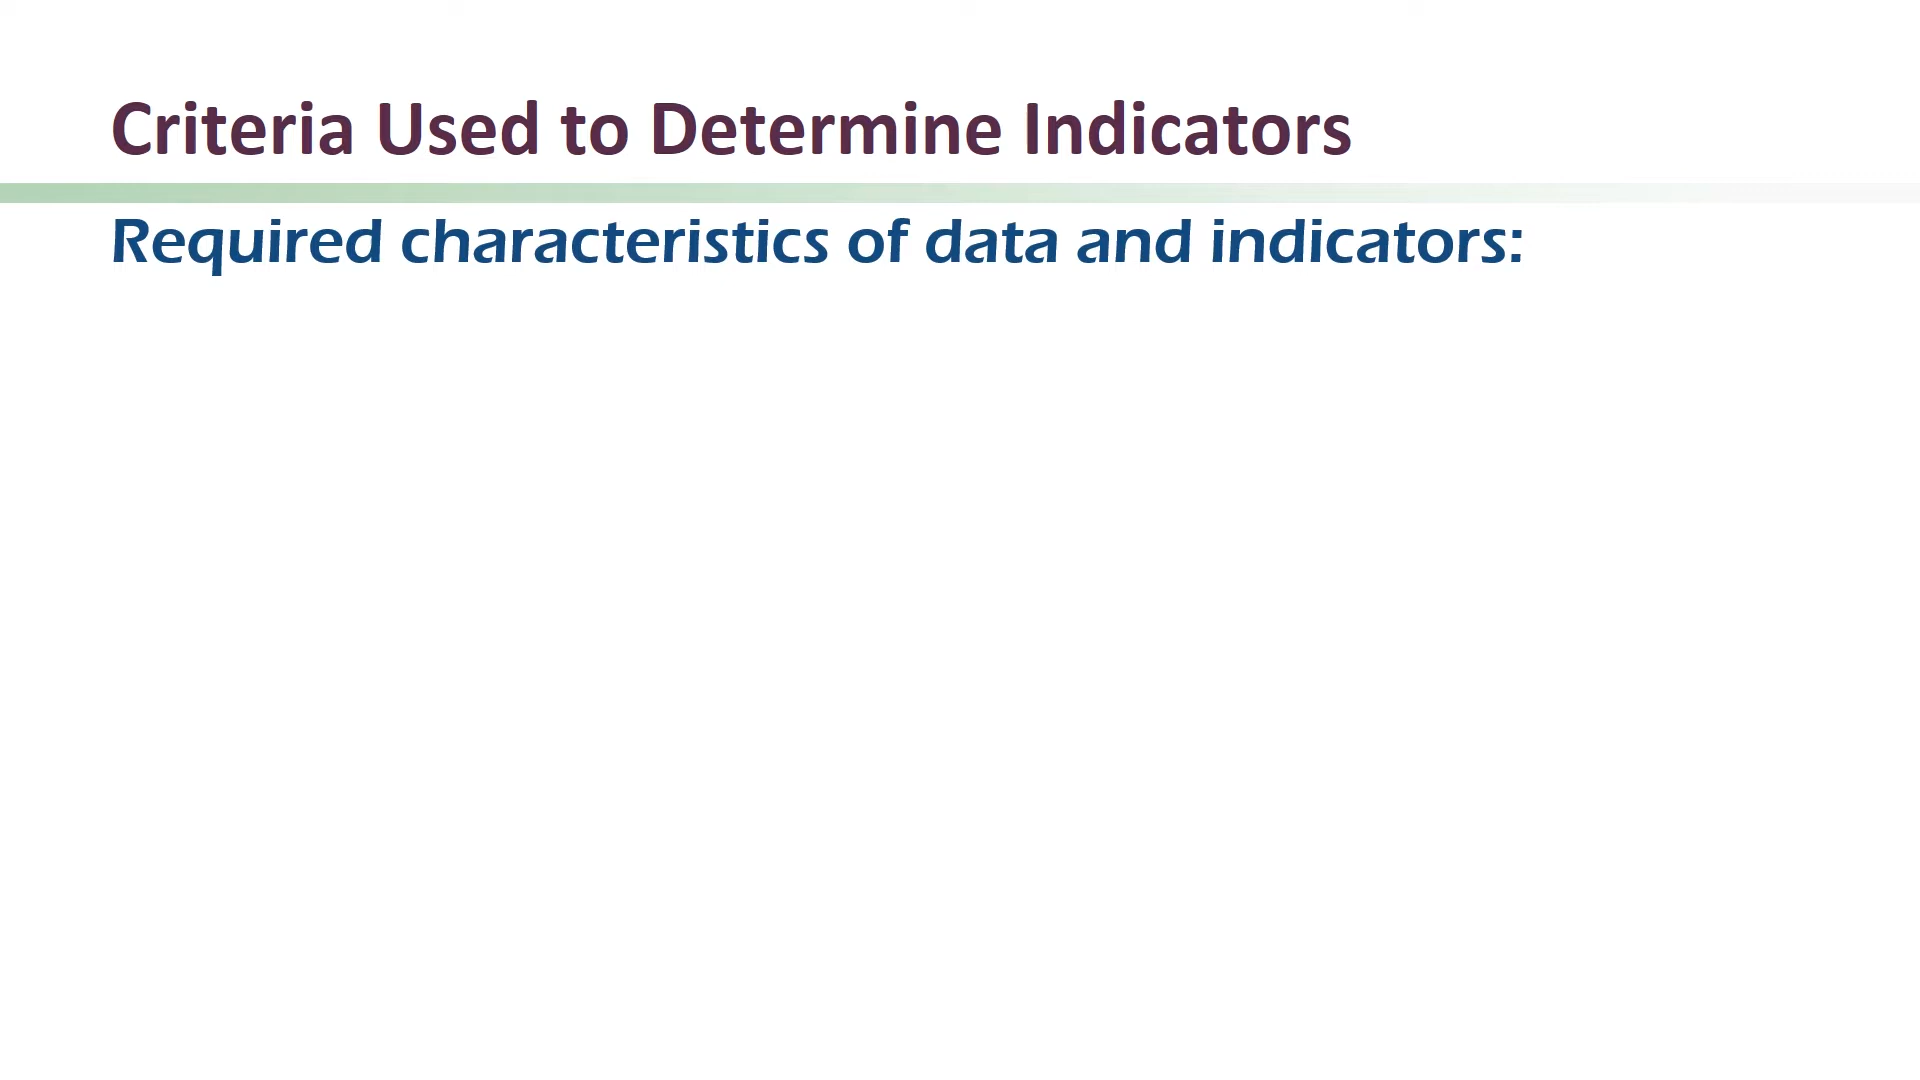 Criteria Used to Determine Indicators
Required characteristics of data and indicators: